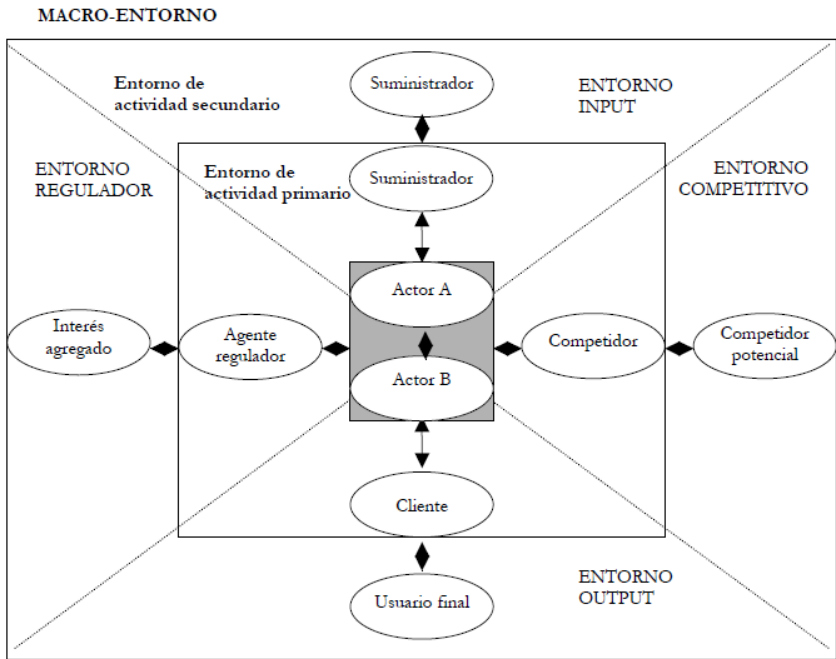 MACRO-ENTORNO
Entorno de
actividad secundario
Suministrador
ENTORNO
INPUT
ENTORNO
REGULADOR
Entorno de
actividad primario
Suministrador
ENTORNO
COMPETITIVO
Actor A
Interés
agregado
Agente
regulador
Competidor
Competidor
potencial
Actor B
Cliente
ENTORNO
OUTPUT
Usuario final